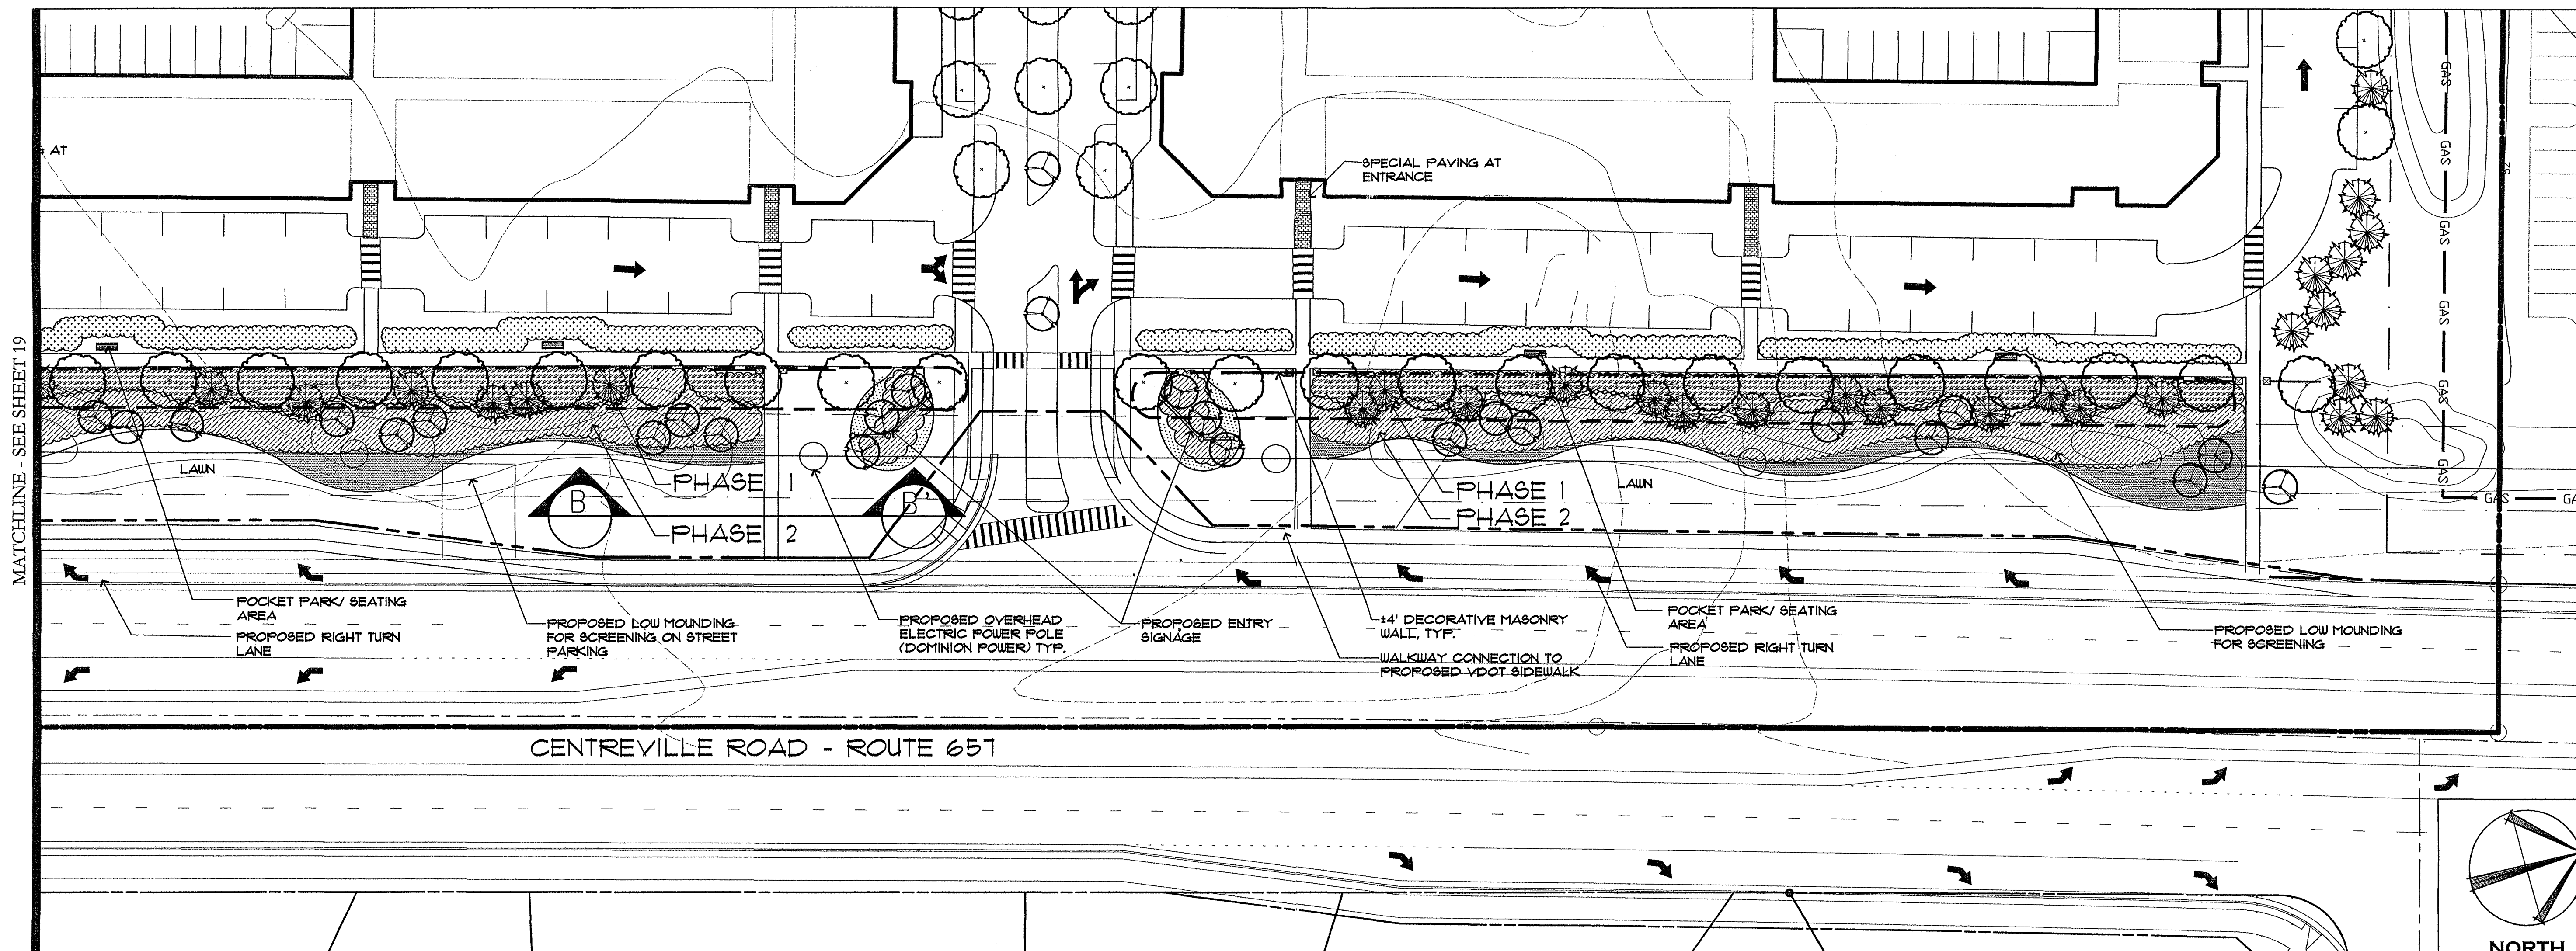 MATCHLINE - SEE SHEET 19
G AT
SPECIAL PAVING AT
ENTRANCE
GAS
GAS
GAS
GAS
GAS
GAS
GAS
GAS
LAWN
PHASE 1
PHASE 2
B
B'
PHASE 1
PHASE 2
LAWN
POCKET PARK/ SEATING
AREA
PROPOSED RIGHT TURN
LANE
PROPOSED LOW MOUNDING
FOR SCREENING ON STREET
PARKING
PROPOSED OVERHEAD
ELECTRIC POWER POLE
(DOMINION POWER) TYP.
PROPOSED ENTRY
SIGNAGE
±4' DECORATIVE MASONRY
WALL, TYP.
WALKWAY CONNECTION TO
PROPOSED VDOT SIDEWALK
POCKET PARK/ SEATING
AREA
PROPOSED RIGHT TURN
LANE
PROPOSED LOW MOUNDING
FOR SCREENING
CENTREVILLE ROAD - ROUTE 657
NORTH